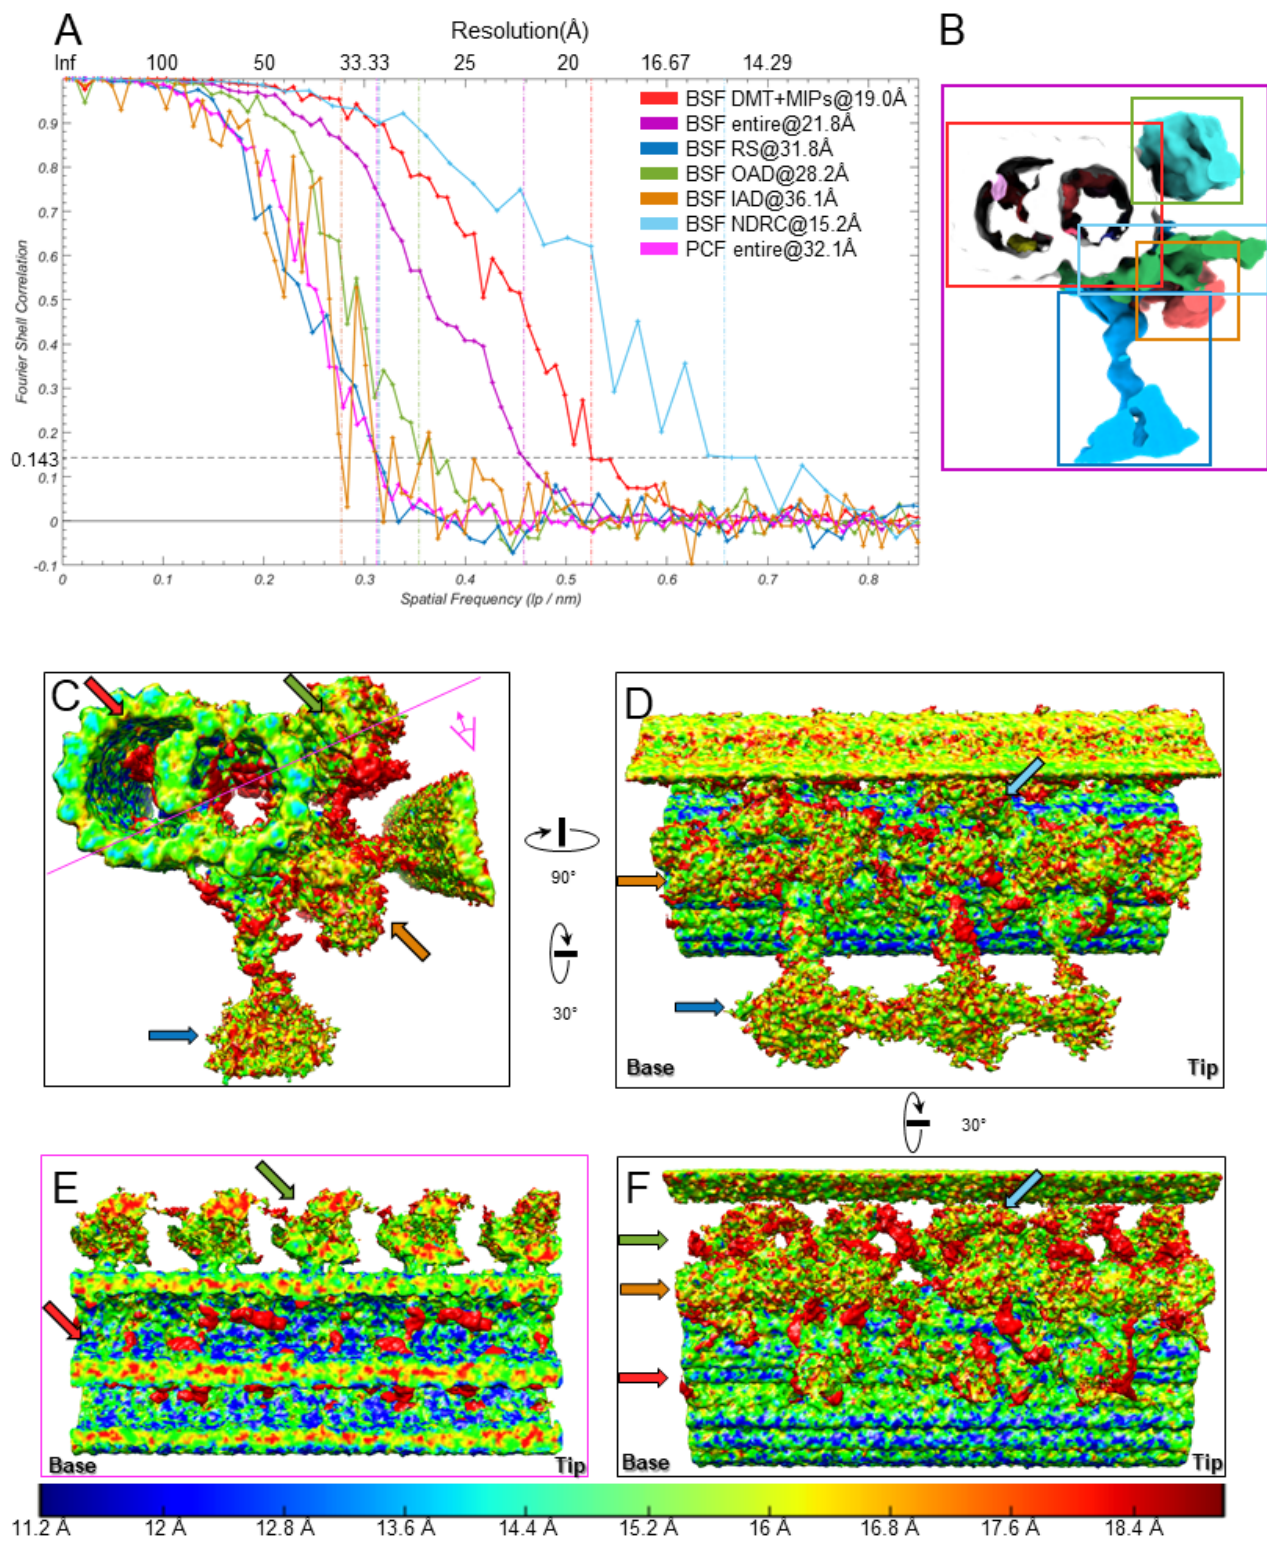 A
Resolution(Å)
B
Inf 100 50 33.33 25 20 16.67 14.29
BSF DMT+MIPs@19.0Å
BSF entire@21.8Å
BSF RS@31.8Å
BSF OAD@28.2Å
BSF IAD@36.1Å
BSF NDRC@15.2Å
PCF entire@32.1Å
Fourier Shell Correlation
0.9
0.8
0.7
0.6
0.5
0.4
0.3
0.2
0.143
0.1
0
-0.1
0 0.1 0.2 0.3 0.4 0.5 0.6 0.7 0.8
Spatial Frequency (lp / nm)
C
D
90°
30°
Base Tip
30°
E
F
Base Tip
Base Tip
11.2 Å 12 Å 12.8 Å 13.6 Å 14.4 Å 15.2 Å 16 Å 16.8 Å 17.6 Å 18.4 Å